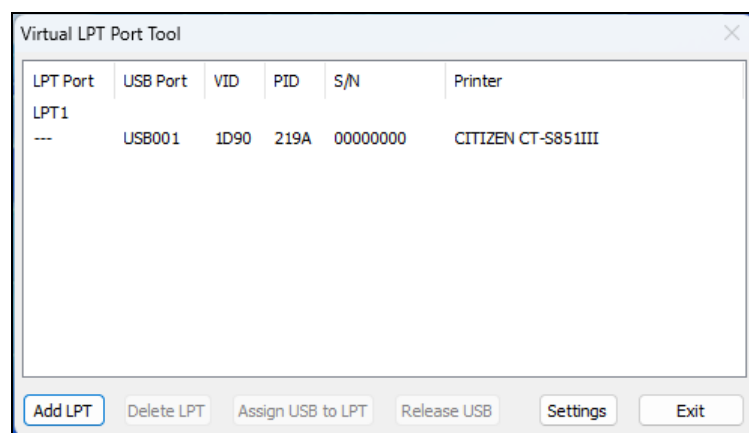 Virtual LPT Port Tool
LPT Port USB Port VID PID S/N Printer
LPT1
--- USB001 1D90 219A 00000000 CITIZEN CT-S851III
Add LPT Delete LPT Assign USB to LPT Release USB Settings Exit